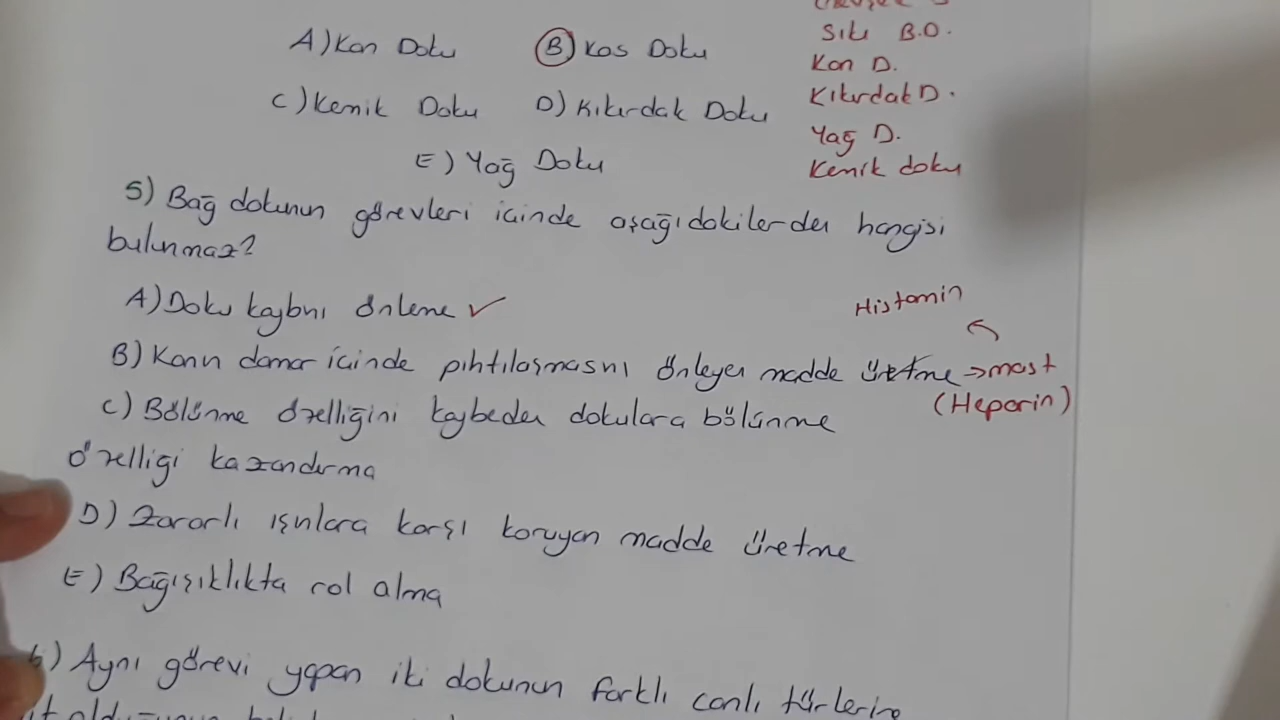 Sıkı B.D.
A) Kan Doku B) Kas Doku
Kan D.
C) Kemik Doku D) Kıkırdak Doku
Kıkırdak D.
Yağ D.
E) Yağ Doku
Kemik doku
5) Bağ dokunun görevleri içinde aşağıdakilerden hangisi
bulunmaz?
A) Doku kaybını önleme ✓
Histamin
B) Kanın damar içinde pıhtılaşmasını önleyen madde üretme → mast
(Heparin)
C) Bölünme özelliğini kaybeden dokulara bölünme
özelliği kazandırma
D) Zararlı ışınlara karşı koruyan madde üretme
E) Bağışıklıkta rol alma
6) Aynı görevi yapan iki dokunun farklı canlı türlerine